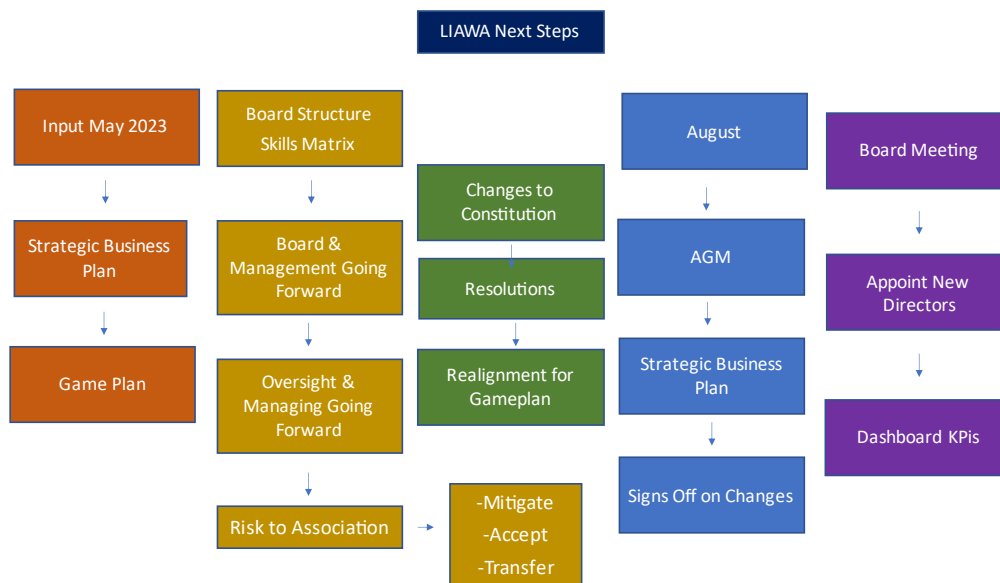 LIAWA Next Steps
Input May 2023
Strategic Business
Plan
Game Plan
Board Structure
Skills Matrix
Board &
Management Going
Forward
Oversight &
Managing Going
Forward
Risk to Association
-Mitigate
-Accept
-Transfer
Changes to
Constitution
Resolutions
Realignment for
Gameplan
August
AGM
Strategic Business
Plan
Signs Off on Changes
Board Meeting
Appoint New
Directors
Dashboard KPis